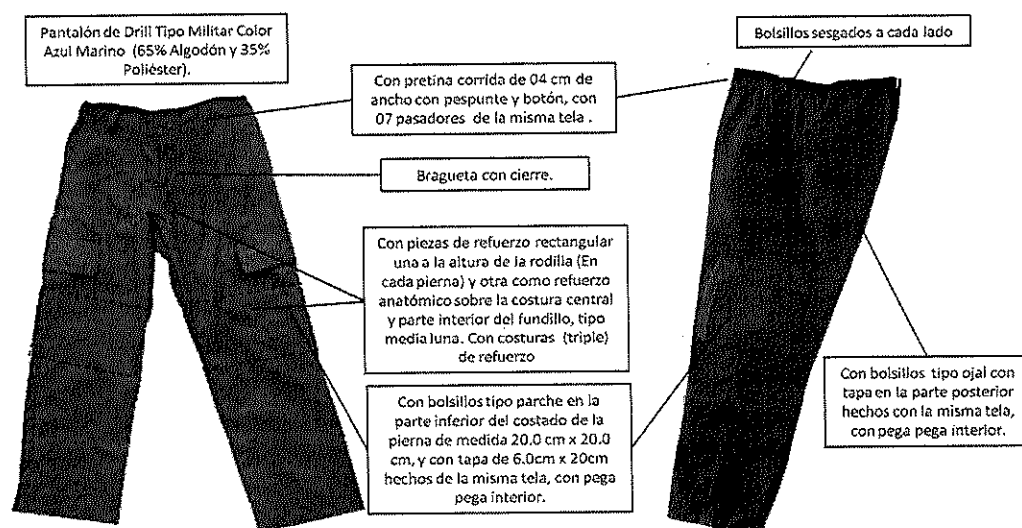 Pantalón de Drill Tipo Militar Color
Azul Marino (65% Algodón y 35%
Poliéster).
Bolsillos sesgados a cada lado
Con pretina corrida de 04 cm de
ancho con pespunte y botón, con
07 pasadores de la misma tela .
Bragueta con cierre.
Con piezas de refuerzo rectangular
una a la altura de la rodilla (En
cada pierna) y otra como refuerzo
anatómico sobre la costura central
y parte interior del fundillo, tipo
media luna. Con costuras (triple)
de refuerzo
Con bolsillos tipo parche en la
parte inferior del costado de la
pierna de medida 20.0 cm x 20.0
cm, y con tapa de 6.0cm x 20cm
hechos de la misma tela, con pega
pega interior.
Con bolsillos tipo ojal con
tapa en la parte posterior
hechos con la misma tela,
con pega pega interior.